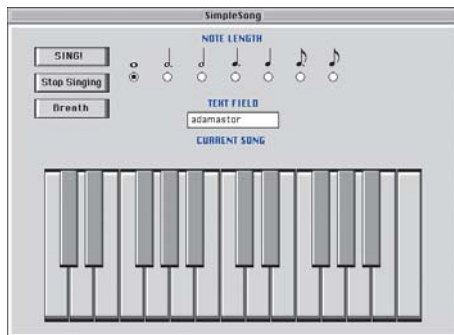 SimpleSong
NOTE LENGTH
SING!
Stop Singing
Breath
TEXT FIELD
adamastor
CURRENT SONG